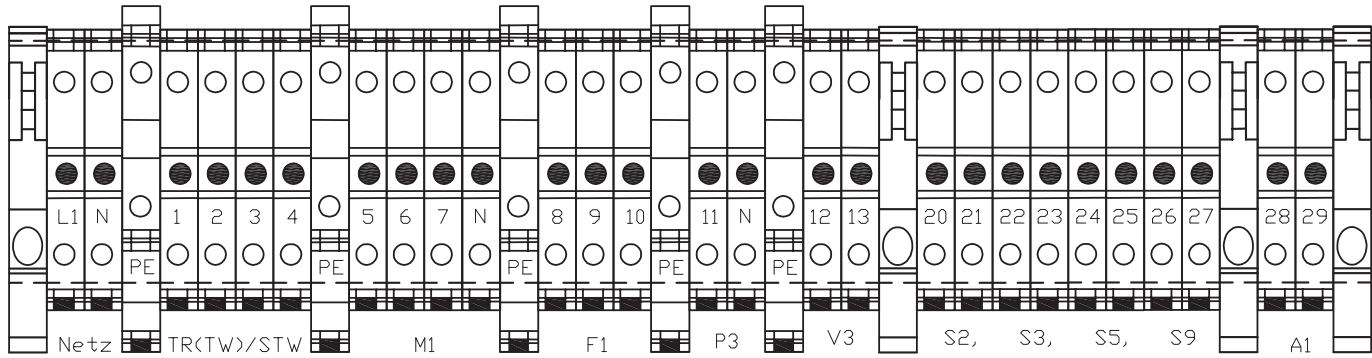 L1 N 1 2 3 4 5 6 7 N 8 9 10 11 N 12 13 20 21 22 23 24 25 26 27 28 29
PE PE PE PE PE
Netz TR(TW)/STW M1 F1 P3 V3 S2, S3, S5, S9 A1